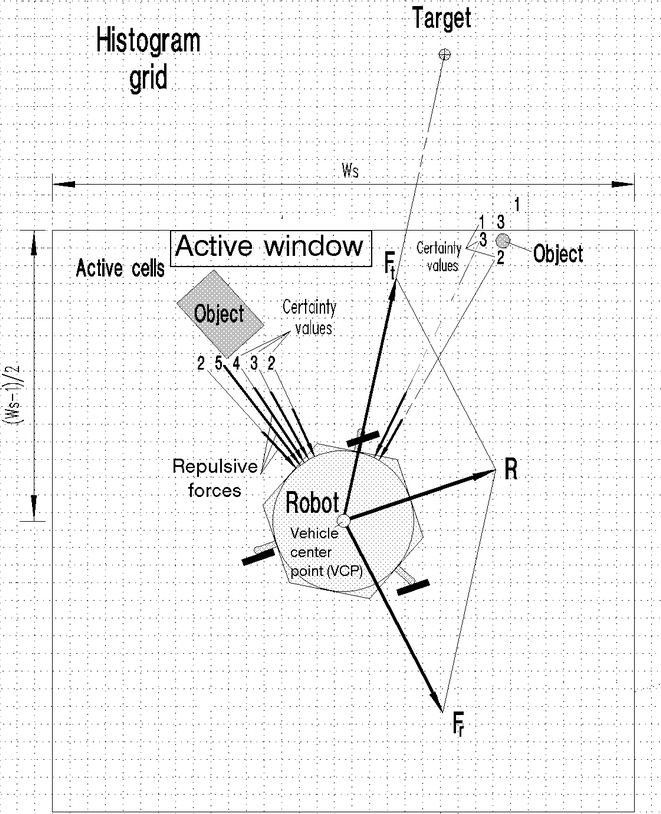 Target
Histogram
grid
Ws
1
1 3
3
Certainty
values
2
Object
Active window
Active cells
Ft
Object
Certainty
values
2 5 4 3 2
(Ws-1)/2
Repulsive
forces
R
Robot
Vehicle
center
point (VCP)
Fr